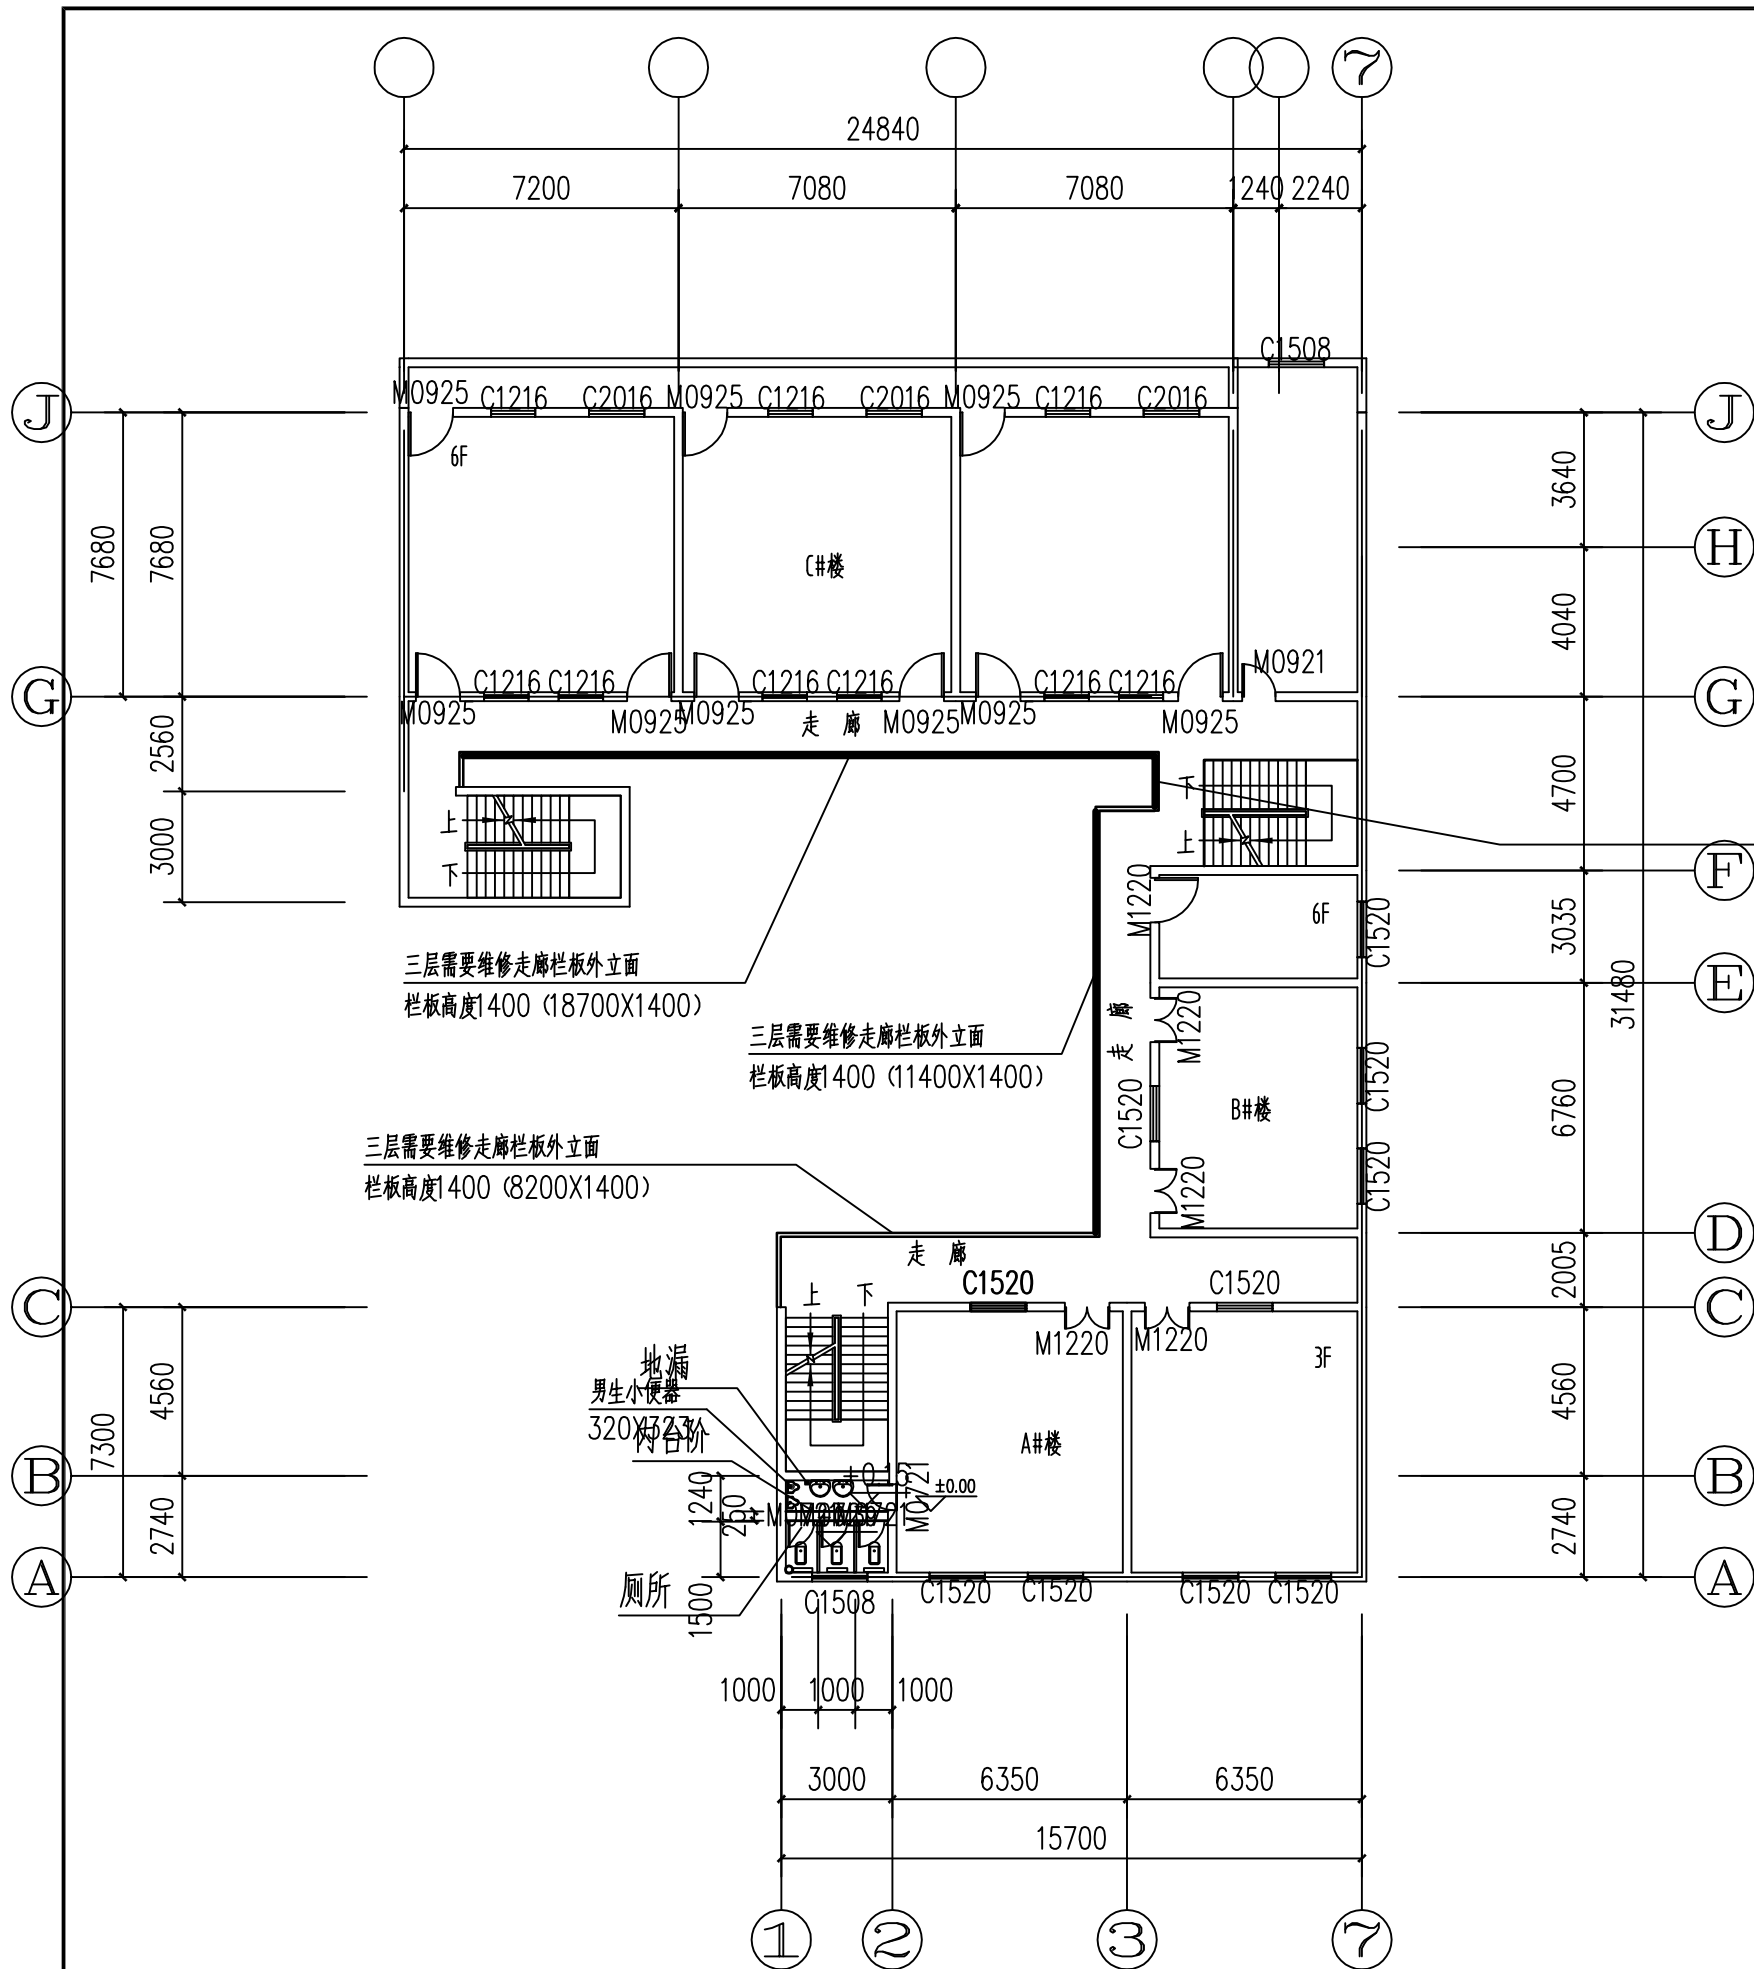 7
24840
7200 7080 7080 1240 2240
C1508
M0925 C1216 C2016 M0925 C1216 C2016 M0925 C1216 C2016
J J
6F
3640
7680 7680
H
C#楼
4040
M0921
C1216 C1216 C1216 C1216 C1216 C1216
G G
M0925 M0925 M0925 M0925 M0925 M0925
走 廊
2560
4700
下
上
上
3000
下
F
M1220
6F
3035
C1520
三层需要维修走廊栏板外立面
栏板高度1400 (18700X1400)
E
31480
三层需要维修走廊栏板外立面
栏板高度1400 (11400X1400)
走 廊
M1220
C1520
C1520
B#楼
6760
三层需要维修走廊栏板外立面
栏板高度1400 (8200X1400)
M1220
C1520
D
走 廊
2005
C1520 C1520
上 下
C C
M1220 M1220
3F
地漏
男生小便器
4560 4560
7300
A#楼
B B
±0.15
±0.00
M0721
1240
250
2740 2740
A A
厕所
1500
C1508 C1520 C1520 C1520 C1520
1000 1000 1000
3000 6350 6350
15700
1 2 3 7